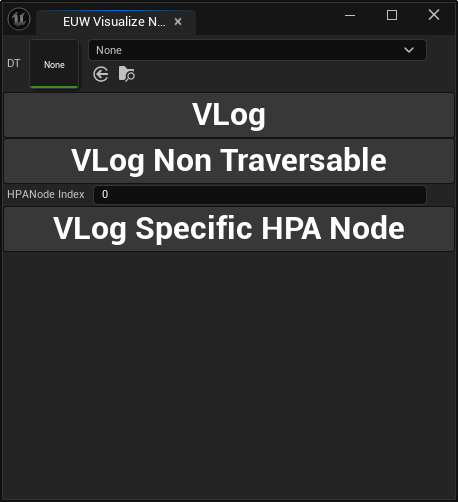 EUW Visualize N...
DT
None
None
VLog
VLog Non Traversable
HPANode Index
0
VLog Specific HPA Node